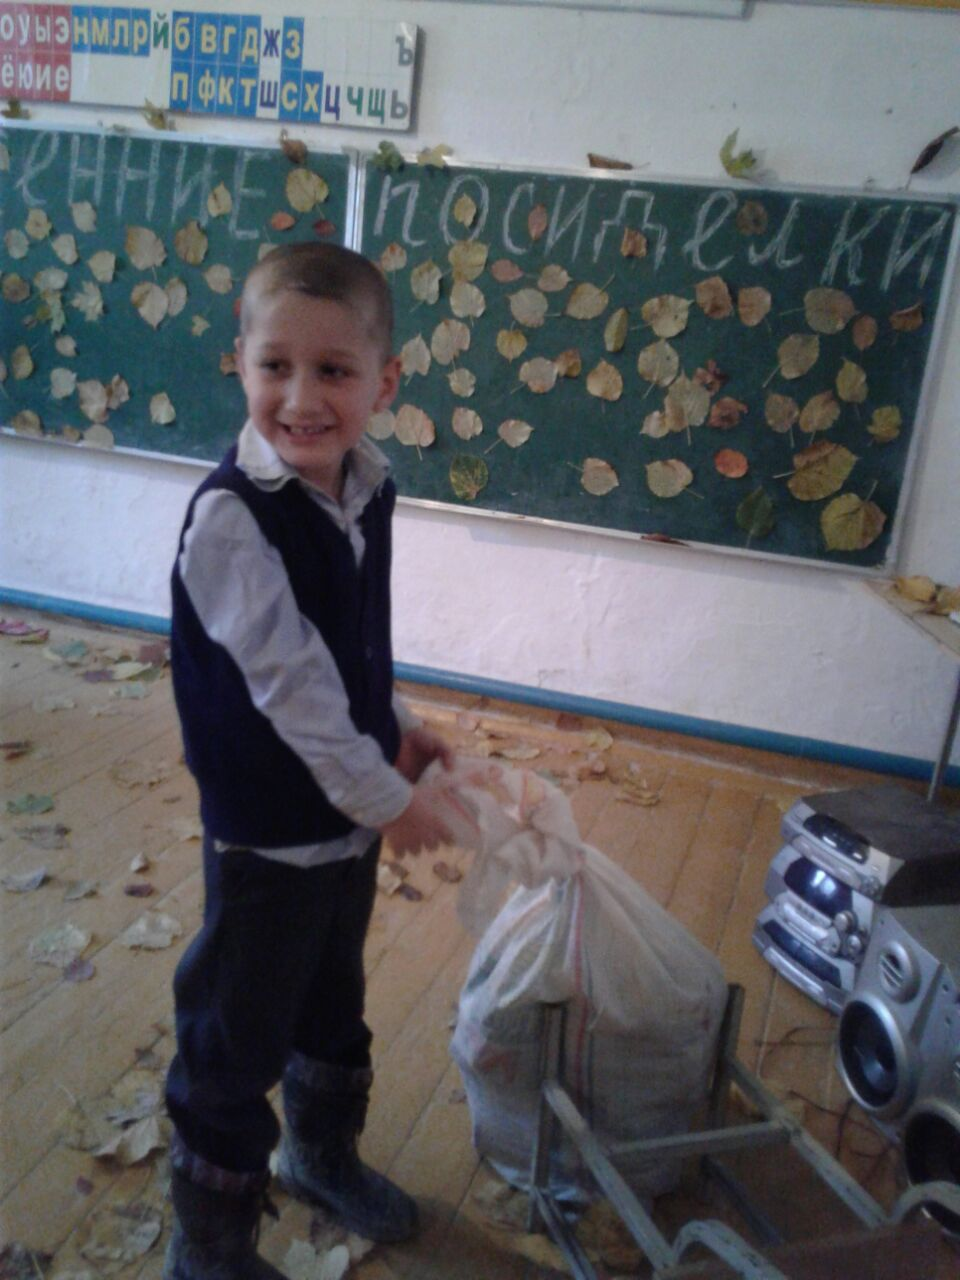 оуыэнмлрйбвгджз ъ
ёюие пфктшсхцчщь
енние посиделки